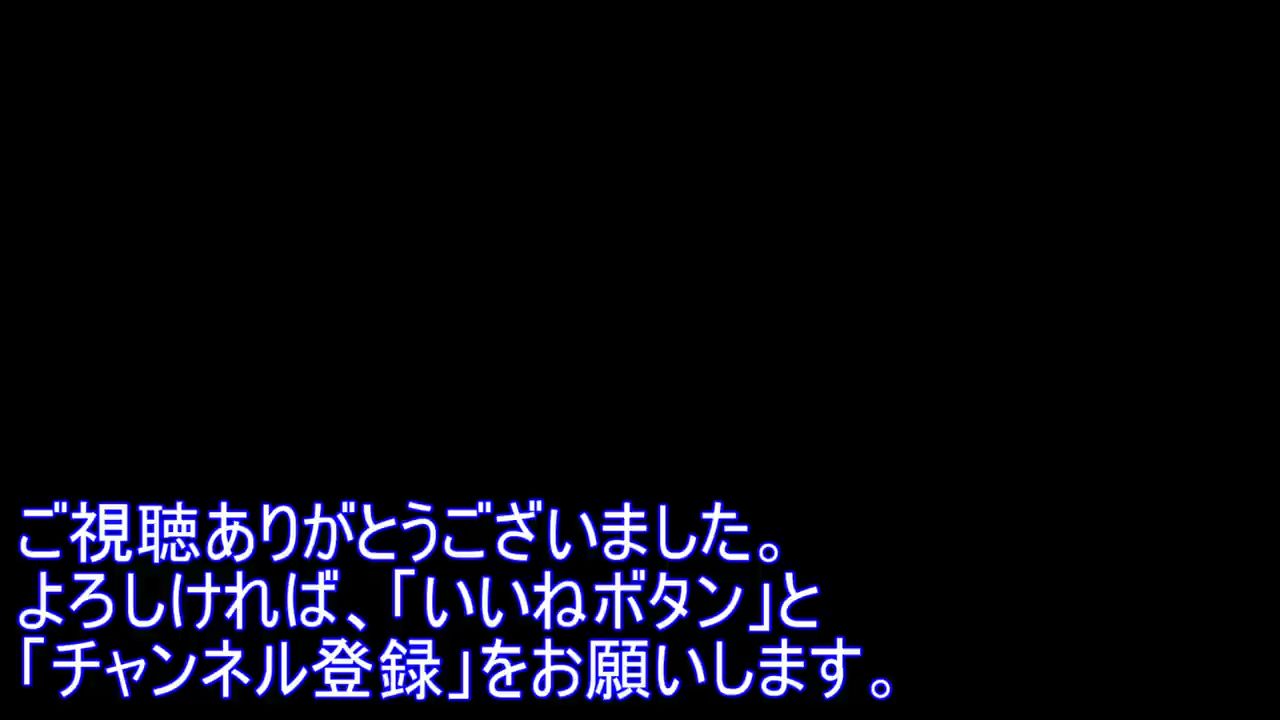 ご視聴ありがとうございました。
よろしければ、「いいねボタン」と
「チャンネル登録」をお願いします。